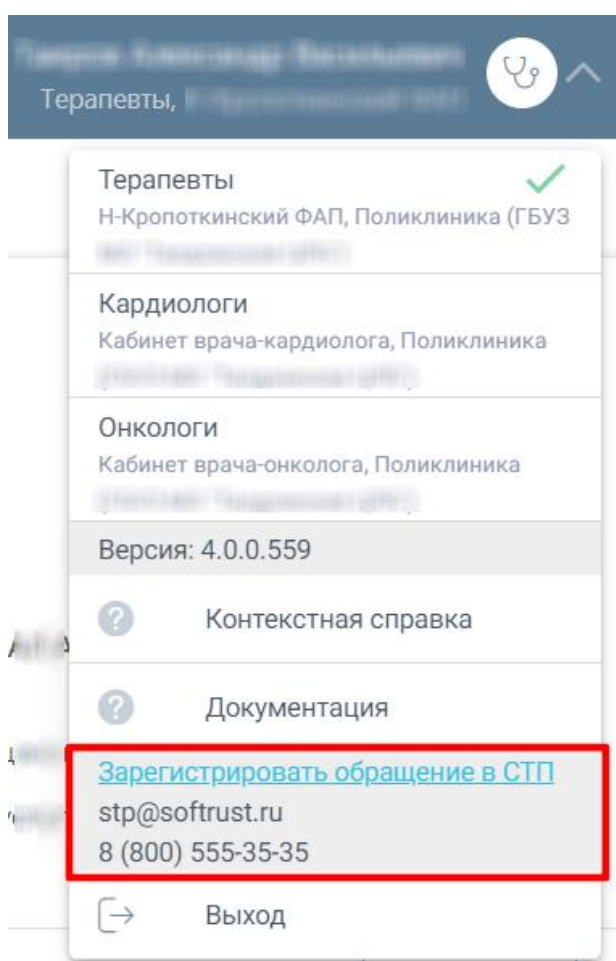 Терапевты,
Терапевты
Н-Кропоткинский ФАП, Поликлиника (ГБУЗ
Кардиологи
Кабинет врача-кардиолога, Поликлиника
Онкологи
Кабинет врача-онколога, Поликлиника
Версия: 4.0.0.559
Контекстная справка
Документация
Зарегистрировать обращение в СТП
stp@softrust.ru
8 (800) 555-35-35
Выход